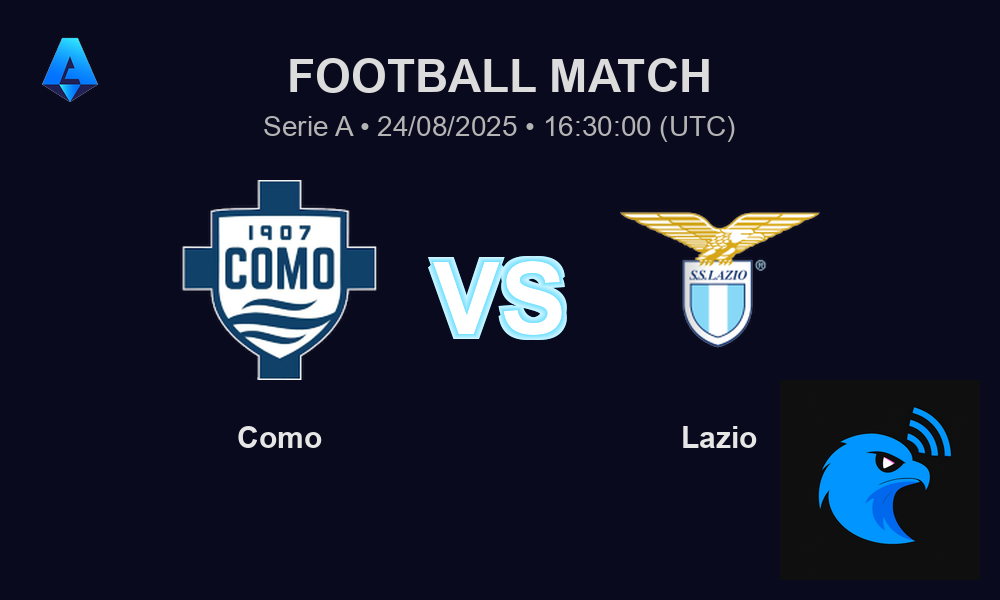 FOOTBALL MATCH
Serie A • 24/08/2025 • 16:30:00 (UTC)
1907
COMO
VS
S.S.LAZIO
®
Como
Lazio